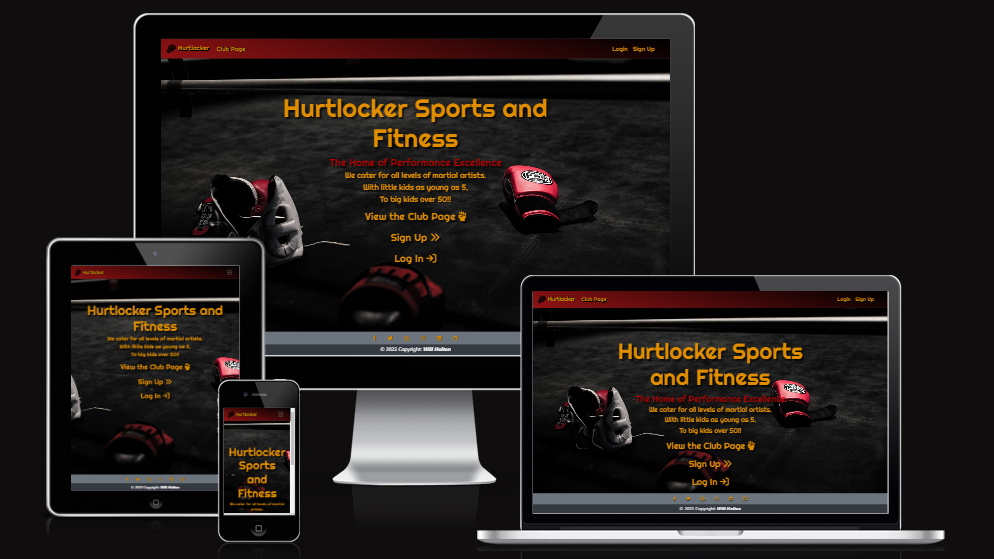 Hurtlocker Club Page Login Sign Up
Hurtlocker Sports and
Fitness
The Home of Performance Excellence
We cater for all levels of martial artists.
With little kids as young as 5,
To big kids over 50!!
View the Club Page
Sign Up
Log In
© 2022 Copyright: Will Holton
Hurtlocker
Hurtlocker Sports and
Fitness
We cater for all levels of martial artists.
With little kids as young as 5,
To big kids over 50!!
View the Club Page
Sign Up
Log In
© 2022 Copyright: Will Holton
Hurtlocker
Hurtlocker
Sports
and
Fitness
We cater for all levels of martial
artists.
Hurtlocker Club Page Login Sign Up
Hurtlocker Sports
and Fitness
The Home of Performance Excellence
We cater for all levels of martial artists.
With little kids as young as 5,
To big kids over 50!!
View the Club Page
Sign Up
Log In
© 2022 Copyright: Will Holton